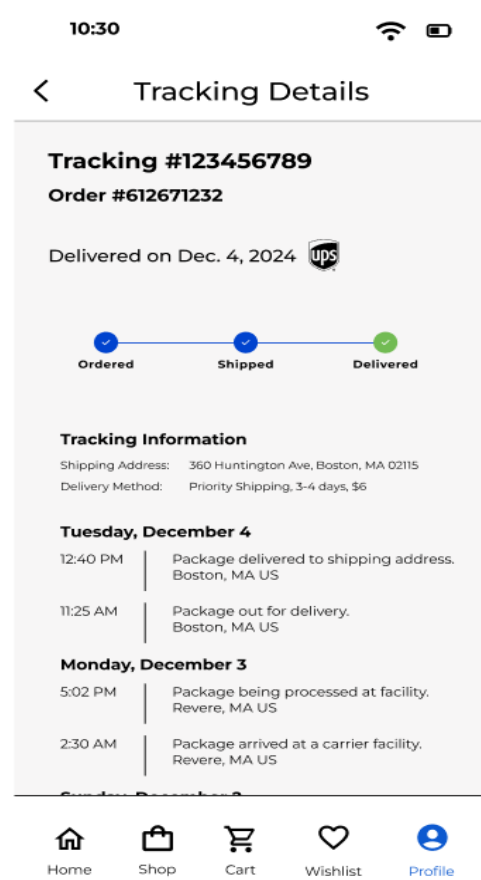 10:30
Tracking Details
Tracking #123456789
Order #612671232
Delivered on Dec. 4, 2024 ups
Ordered Shipped Delivered
Tracking Information
Shipping Address: 360 Huntington Ave, Boston, MA 02115
Delivery Method: Priority Shipping, 3-4 days, $6
Tuesday, December 4
12:40 PM Package delivered to shipping address.
Boston, MA US
11:25 AM Package out for delivery.
Boston, MA US
Monday, December 3
5:02 PM Package being processed at facility.
Revere, MA US
2:30 AM Package arrived at a carrier facility.
Revere, MA US
Home Shop Cart Wishlist Profile